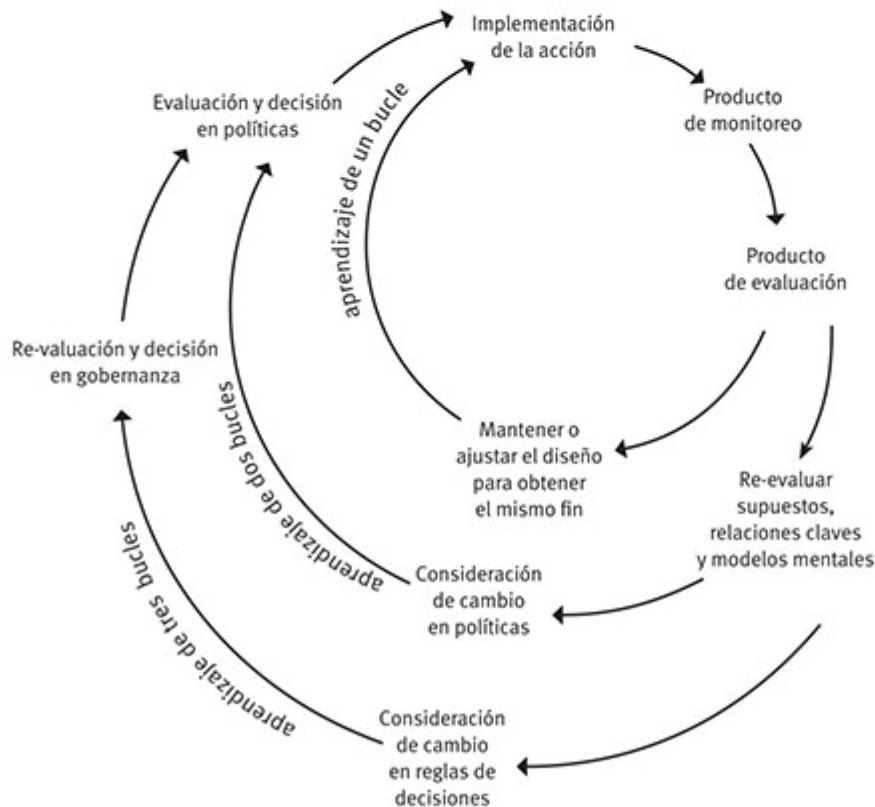 Implementación
de la acción
Producto
de monitoreo
Producto
de evaluación
Re-evaluar
supuestos,
relaciones claves
y modelos mentales
Mantener o
ajustar el diseño
para obtener
el mismo fin
aprendizaje de un bucle
Consideración
de cambio
en políticas
aprendizaje de dos bucles
Evaluación y decisión
en políticas
Consideración
de cambio
en reglas de
decisiones
aprendizaje de tres bucles
Re-valuación y decisión
en gobernanza